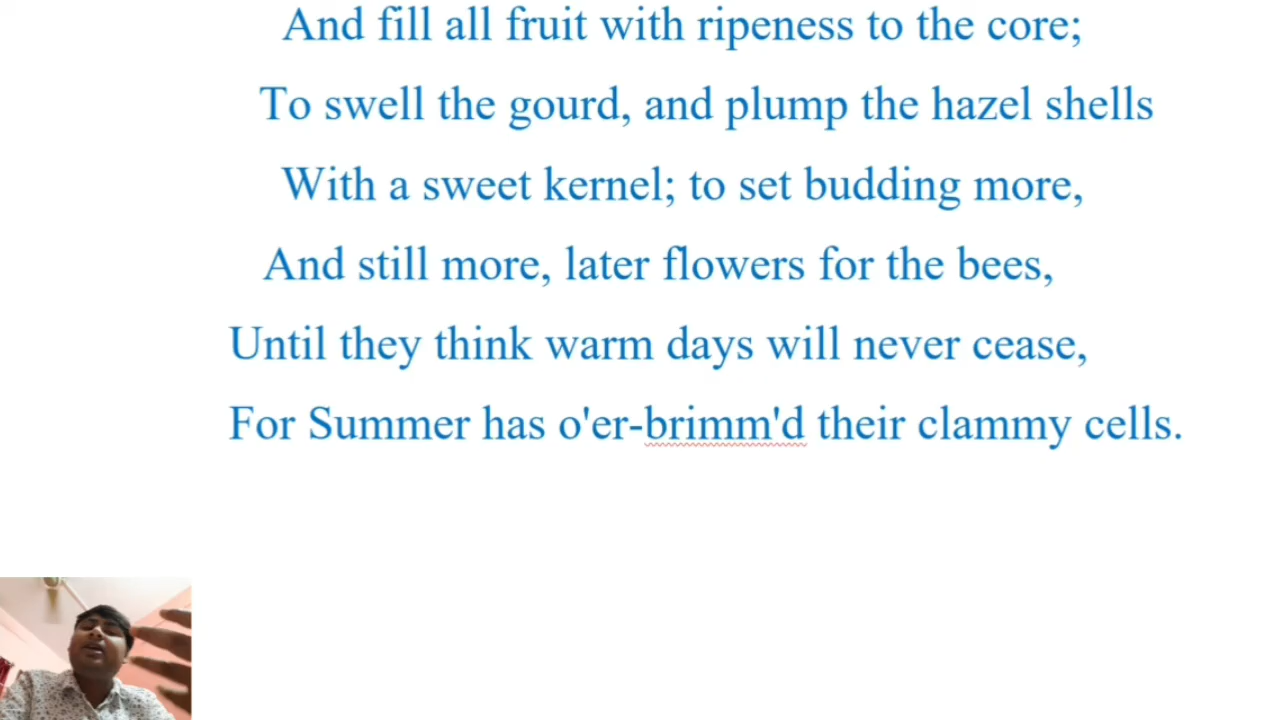 And fill all fruit with ripeness to the core;
To swell the gourd, and plump the hazel shells
With a sweet kernel; to set budding more,
And still more, later flowers for the bees,
Until they think warm days will never cease,
For Summer has o'er-brimm'd their clammy cells.